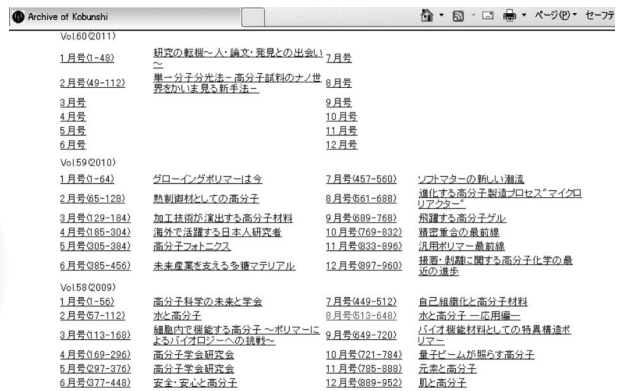 Archive of Kobunshi
ページ(P)
セーフテ
Vol.60(2011)
1月号(1-48) 研究の転機~人・論文・発見との出会い~ 7月号
2月号(49-112) 単一分子分光法-高分子試料のナノ世界をかいま見る新手法- 8月号
3月号 9月号
4月号 10月号
5月号 11月号
6月号 12月号
Vol.59(2010)
1月号(1-64) グローイングポリマーは今 7月号(457-560) ソフトマターの新しい潮流
2月号(65-128) 熱制御材としての高分子 8月号(561-688) 進化する高分子製造プロセス"マイクロリアクター"
3月号(129-184) 加工技術が演出する高分子材料 9月号(689-768) 飛躍する高分子ゲル
4月号(185-304) 海外で活躍する日本人研究者 10月号(769-832) 精密重合の最前線
5月号(305-384) 高分子フォトニクス 11月号(833-896) 汎用ポリマー最前線
6月号(385-456) 未来産業を支える多糖マテリアル 12月号(897-960) 接着・剥離に関する高分子化学の最近の進歩
Vol.58(2009)
1月号(1-56) 高分子科学の未来と学会 7月号(449-512) 自己組織化と高分子材料
2月号(57-112) 水と高分子 8月号(513-648) 水と高分子 ―応用編―
3月号(113-168) 細胞内で機能する高分子 ~ポリマーによるバイオロジーへの挑戦~ 9月号(649-720) バイオ機能材料としての特異構造ポリマー
4月号(169-296) 高分子学会研究会 10月号(721-784) 量子ビームが照らす高分子
5月号(297-376) 高分子学会研究会 11月号(785-888) 元素と高分子
6月号(377-448) 安全・安心と高分子 12月号(889-952) 肌と高分子